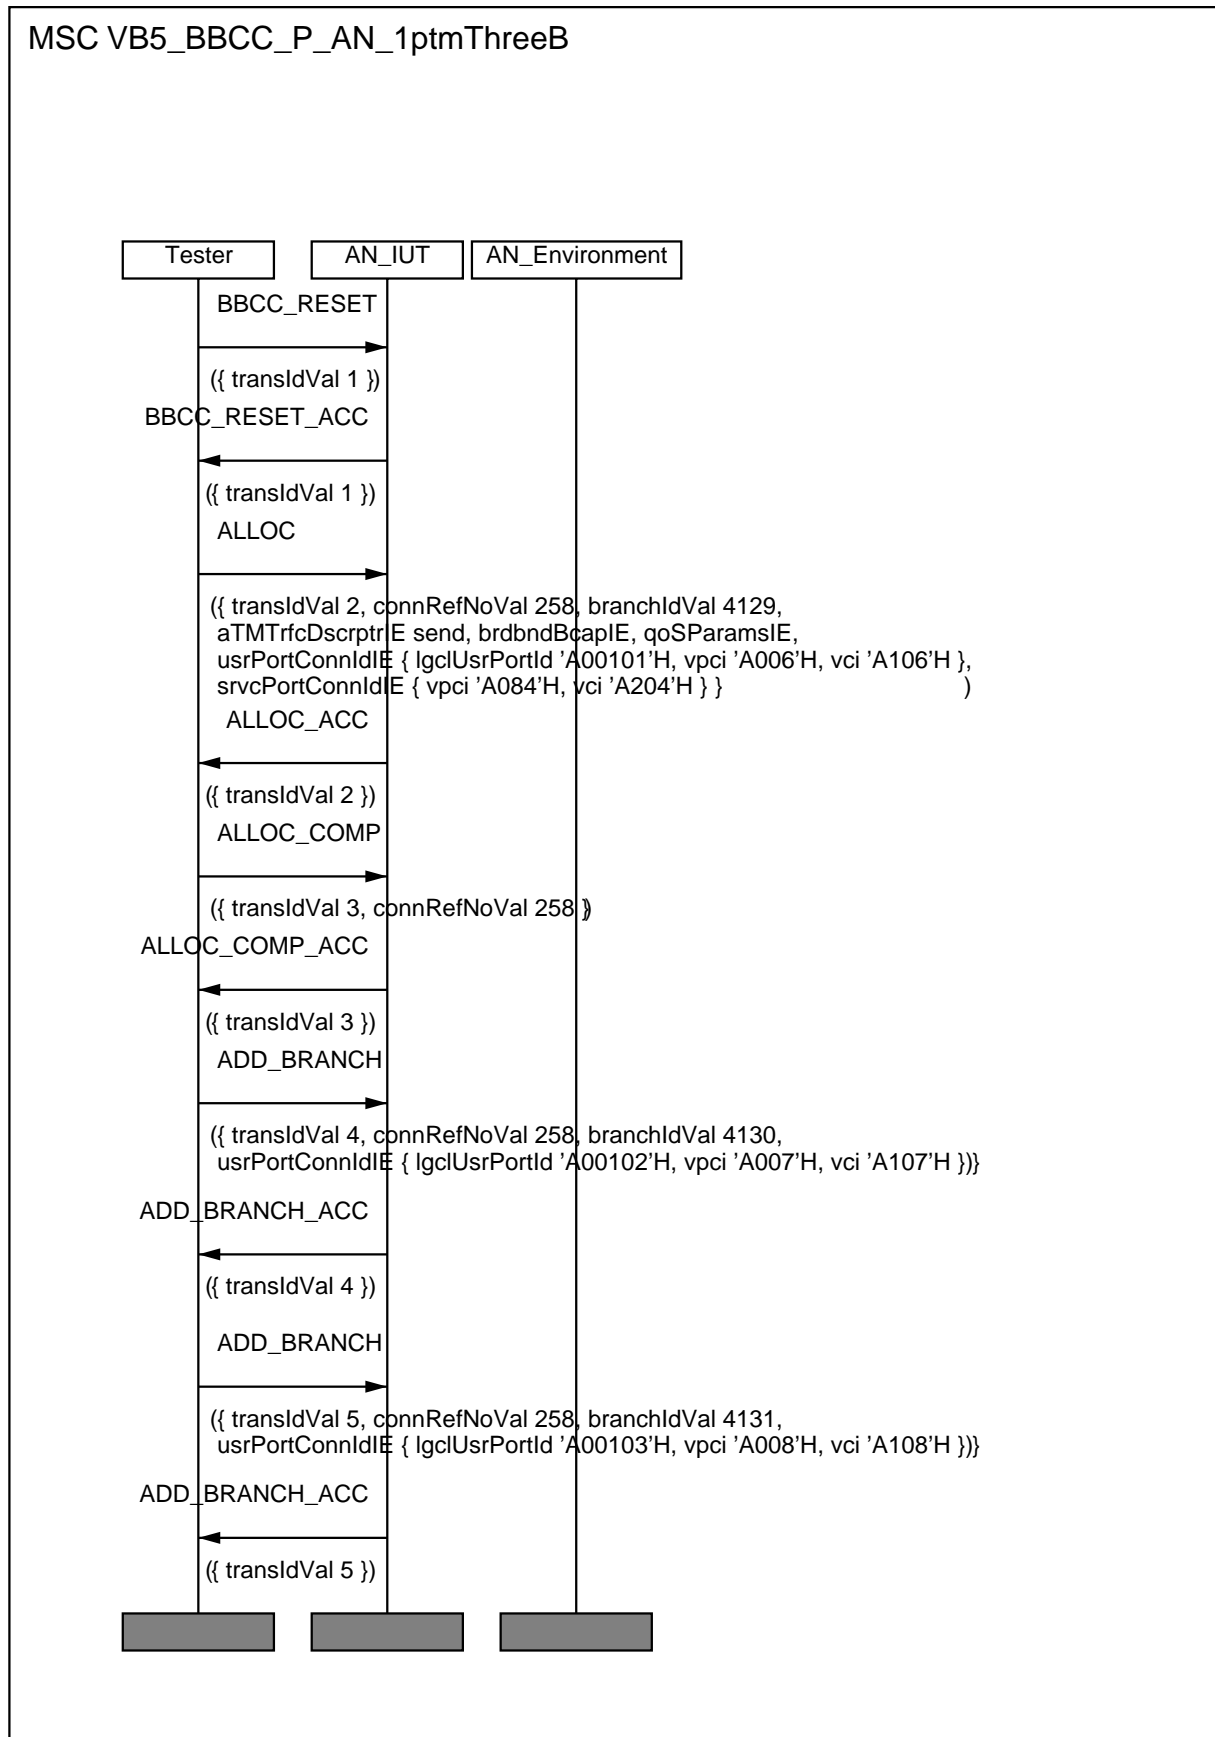 MSC VB5_BBCC_P_AN_1ptmThreeB
Tester AN_IUT AN_Environment
BBCC_RESET
({ transIdVal 1 })
BBCC_RESET_ACC
({ transIdVal 1 })
ALLOC
({ transIdVal 2, connRefNoVal 258, branchIdVal 4129,
aTMTrfcDscrptrIE send, brdbndBcapIE, qoSParamsIE,
usrPortConnIdIE { lgclUsrPortId ’A00101’H, vpci ’A006’H, vci ’A106’H },
srvcPortConnIdIE { vpci ’A084’H, vci ’A204’H } } )
ALLOC_ACC
({ transIdVal 2 })
ALLOC_COMP
({ transIdVal 3, connRefNoVal 258 })
ALLOC_COMP_ACC
({ transIdVal 3 })
ADD_BRANCH
({ transIdVal 4, connRefNoVal 258, branchIdVal 4130,
usrPortConnIdIE { lgclUsrPortId ’A00102’H, vpci ’A007’H, vci ’A107’H })}
ADD_BRANCH_ACC
({ transIdVal 4 })
ADD_BRANCH
({ transIdVal 5, connRefNoVal 258, branchIdVal 4131,
usrPortConnIdIE { lgclUsrPortId ’A00103’H, vpci ’A008’H, vci ’A108’H })}
ADD_BRANCH_ACC
({ transIdVal 5 })